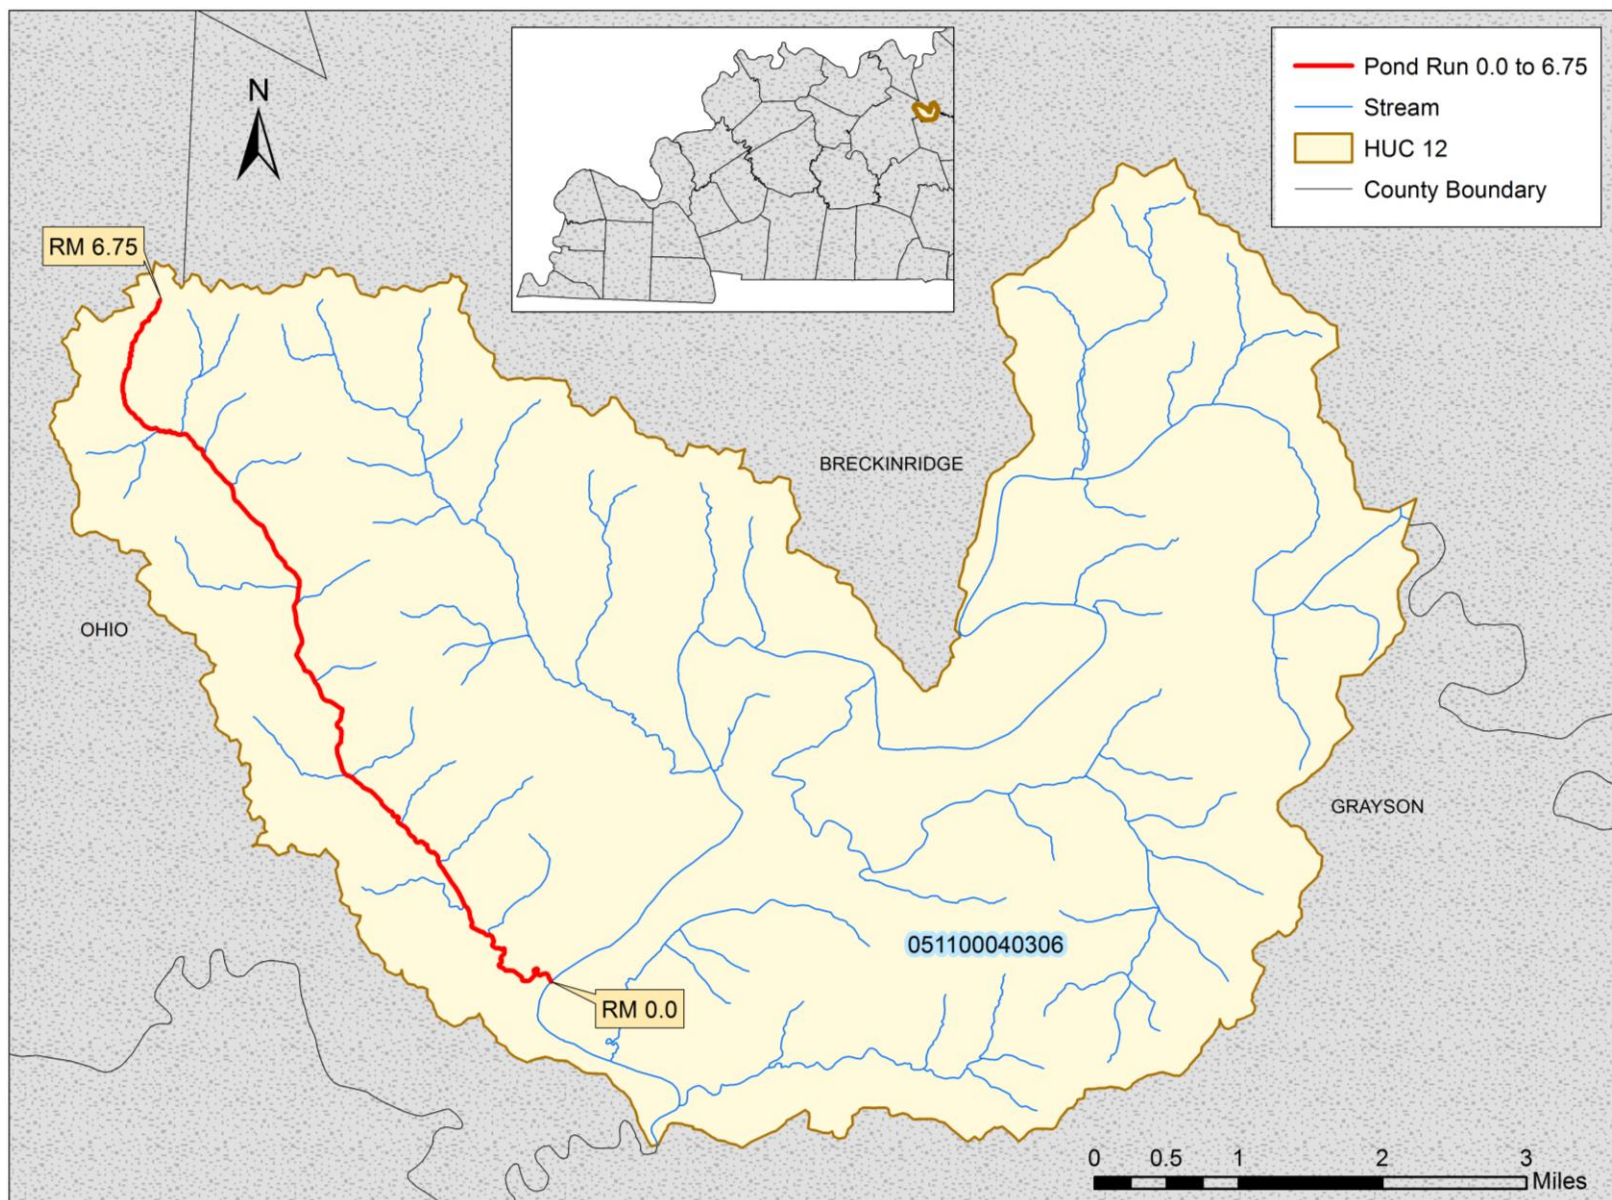 N
Pond Run 0.0 to 6.75
Stream
HUC 12
County Boundary
RM 6.75
BRECKINRIDGE
OHIO
GRAYSON
051100040306
RM 0.0
0 0.5 1 2 3
Miles